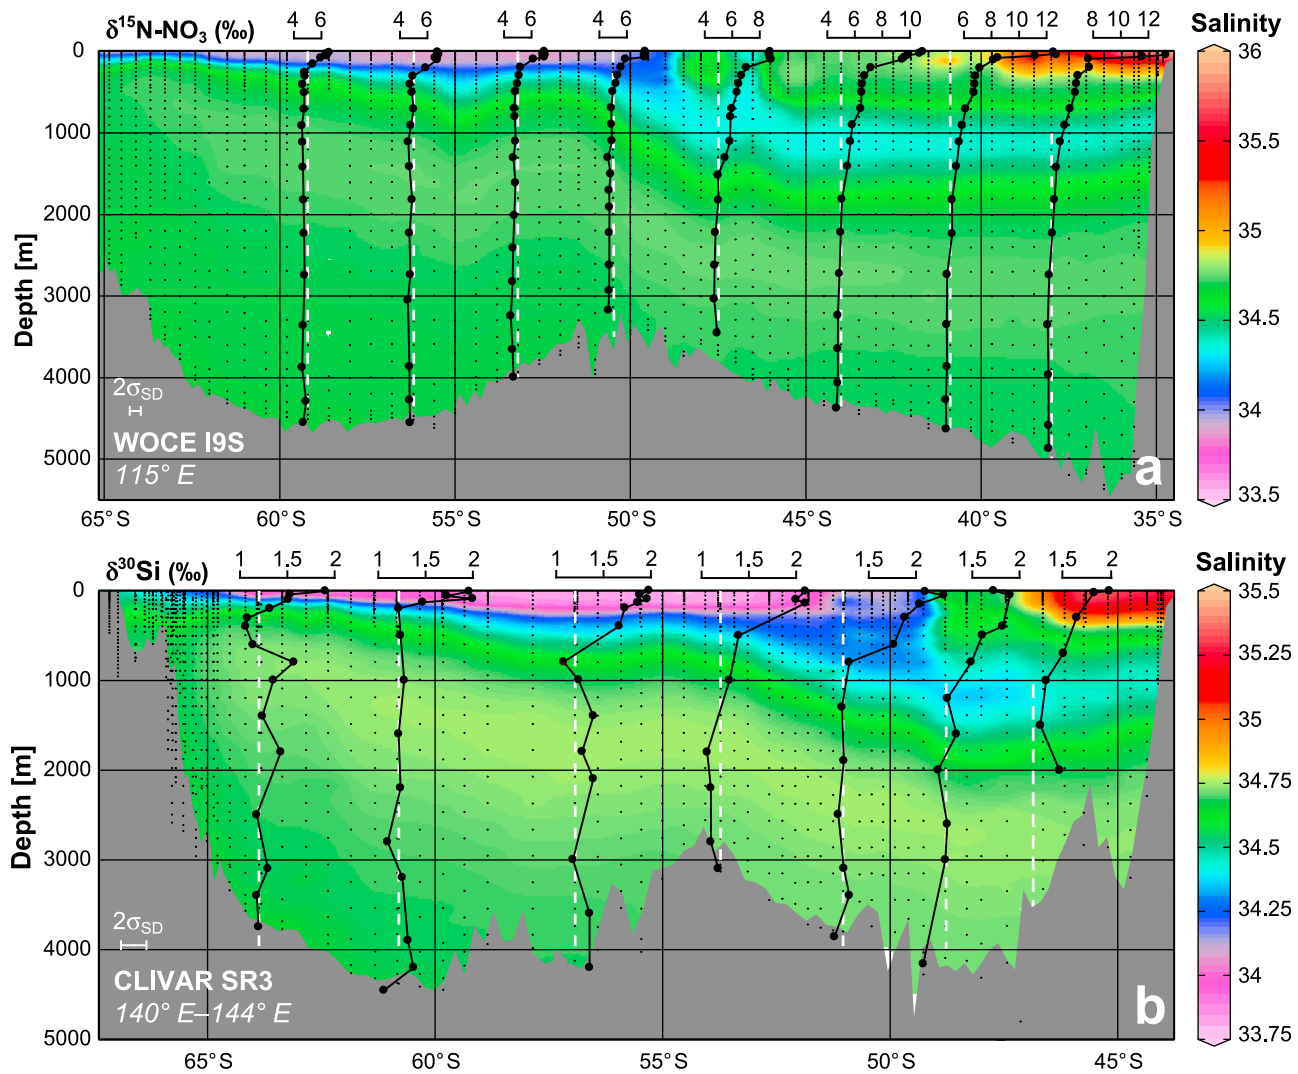 δ¹⁵N-NO₃ (‰)
4 6 4 6 4 6 4 6 4 6 8 4 6 8 10 6 8 10 12 8 10 12
Salinity
0
1000
2000
3000
4000
5000
Depth [m]
2σSD
WOCE I9S
115° E
a
65°S 60°S 55°S 50°S 45°S 40°S 35°S
36
35.5
35
34.5
34
33.5
δ³⁰Si (‰)
1 1.5 2 1 1.5 2 1 1.5 2 1 1.5 2 1 1.5 2 1 1.5 2 1 1.5 2
Salinity
0
1000
2000
3000
4000
5000
Depth [m]
2σSD
CLIVAR SR3
140° E–144° E
b
65°S 60°S 55°S 50°S 45°S
35.5
35.25
35
34.75
34.5
34.25
34
33.75